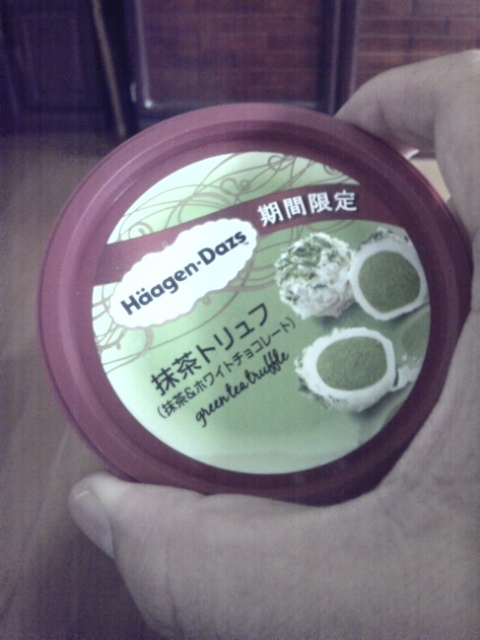 期間限定
Häagen-Dazs
抹茶トリュフ
(抹茶&ホワイトチョコレート)
green tea truffle